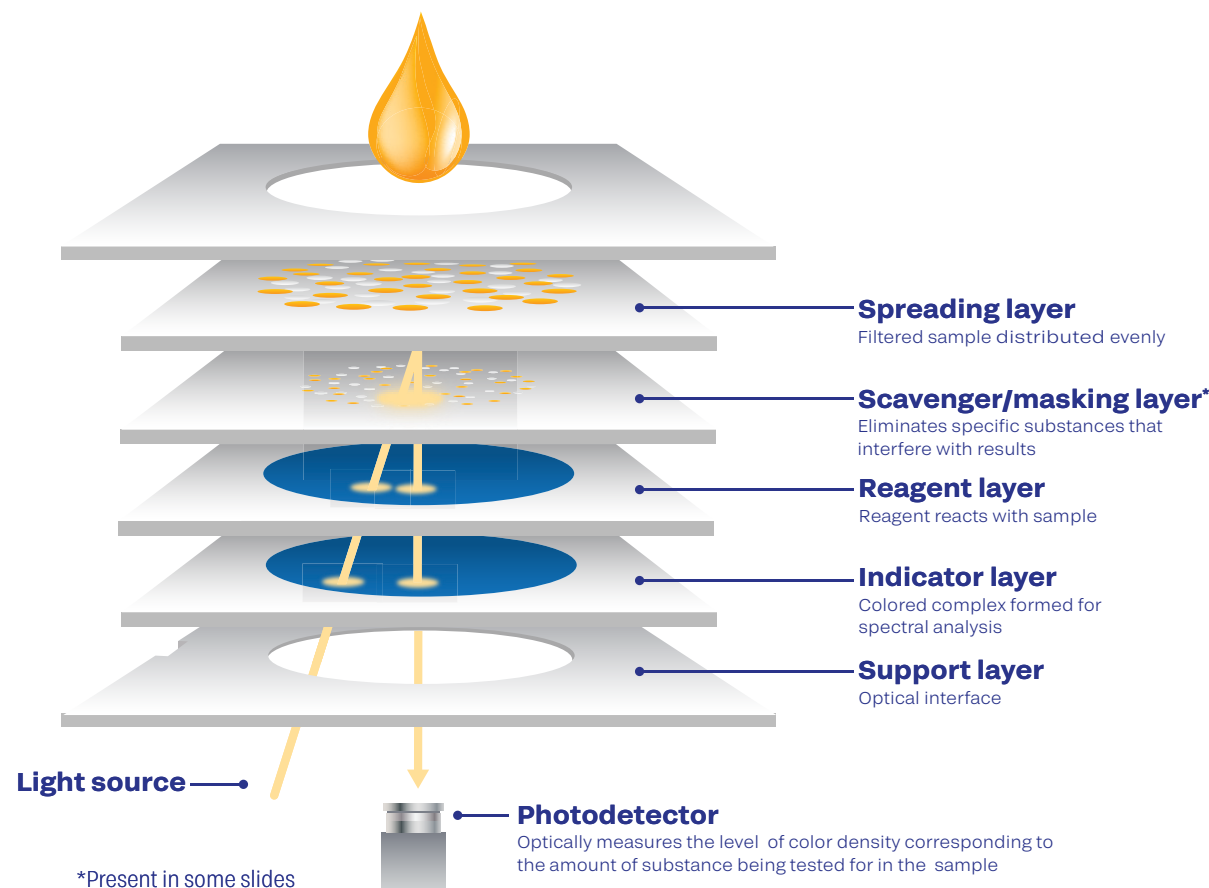 Spreading layer
Filtered sample distributed evenly
Scavenger/masking layer*
Eliminates specific substances that
interfere with results
Reagent layer
Reagent reacts with sample
Indicator layer
Colored complex formed for
spectral analysis
Support layer
Optical interface
Light source
Photodetector
Optically measures the level of color density corresponding to
the amount of substance being tested for in the sample
*Present in some slides